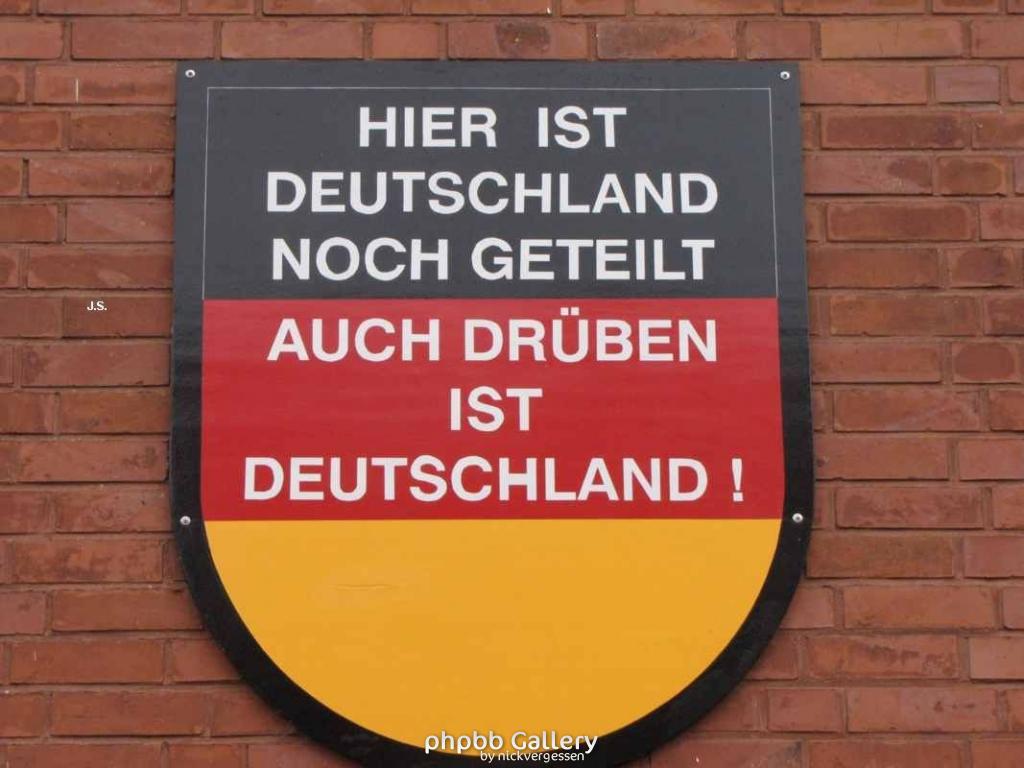 HIER IST
DEUTSCHLAND
NOCH GETEILT
AUCH DRÜBEN
IST
DEUTSCHLAND !
J.S.
phpbb Gallery
by nickvergessen